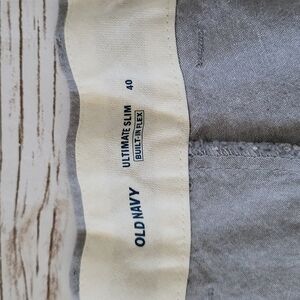 OLD NAVY
ULTIMATE SLIM
BUILT-IN FLEX
40